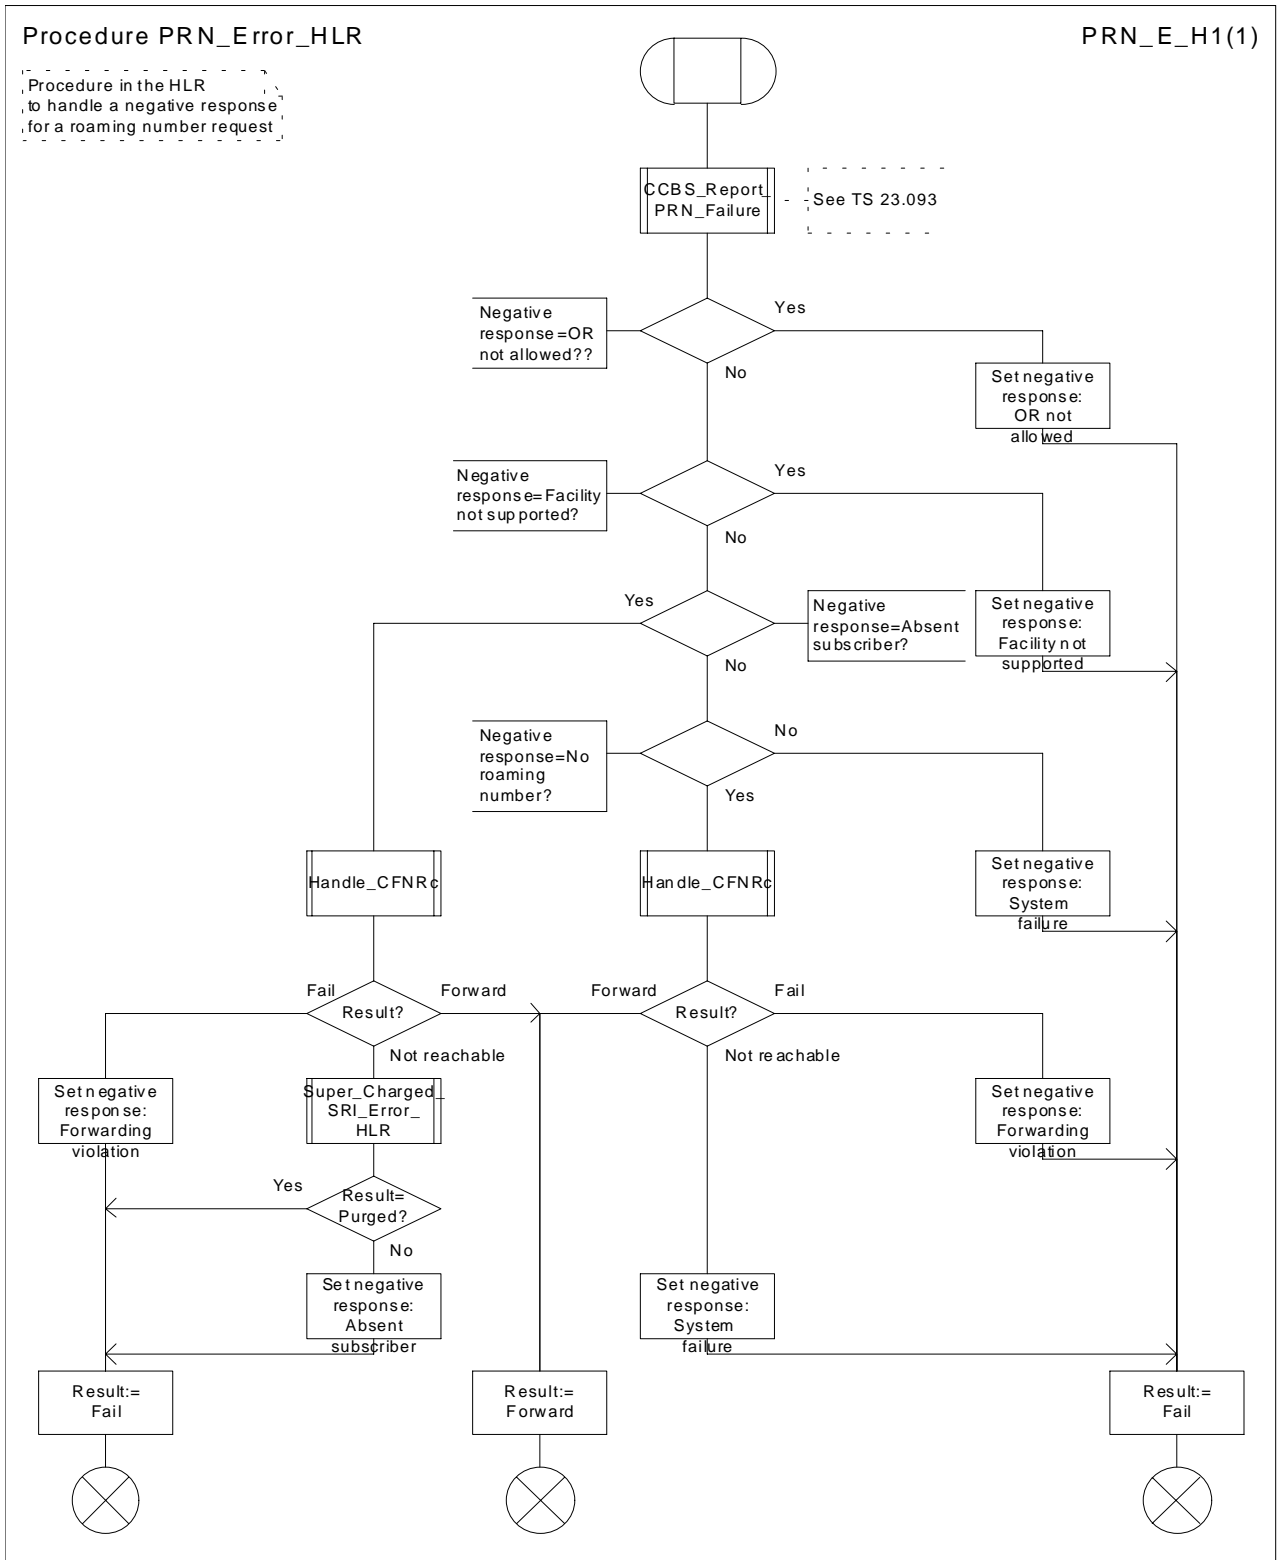 Procedure PRN_Error_HLR
PRN_E_H1(1)
Procedure in the HLR
to handle a negative response
for a roaming number request
CCBS_Report_
PRN_Failure
See TS 23.093
Negative
response=OR
not allowed??
Yes
No
Set negative
response:
OR not
allowed
Negative
response=Facility
not supported?
Yes
No
Set negative
response:
Facility not
supported
Yes
Negative
response=Absent
subscriber?
No
Negative
response=No
roaming
number?
No
Yes
Set negative
response:
System
failure
Handle_CFNRc
Handle_CFNRc
Fail
Result?
Forward
Not reachable
Forward
Result?
Fail
Not reachable
Set negative
response:
Forwarding
violation
Super_Charged_
SRI_Error_
HLR
Set negative
response:
Forwarding
violation
Yes
Result=
Purged?
No
Set negative
response:
Absent
subscriber
Set negative
response:
System
failure
Result:=
Fail
Result:=
Forward
Result:=
Fail